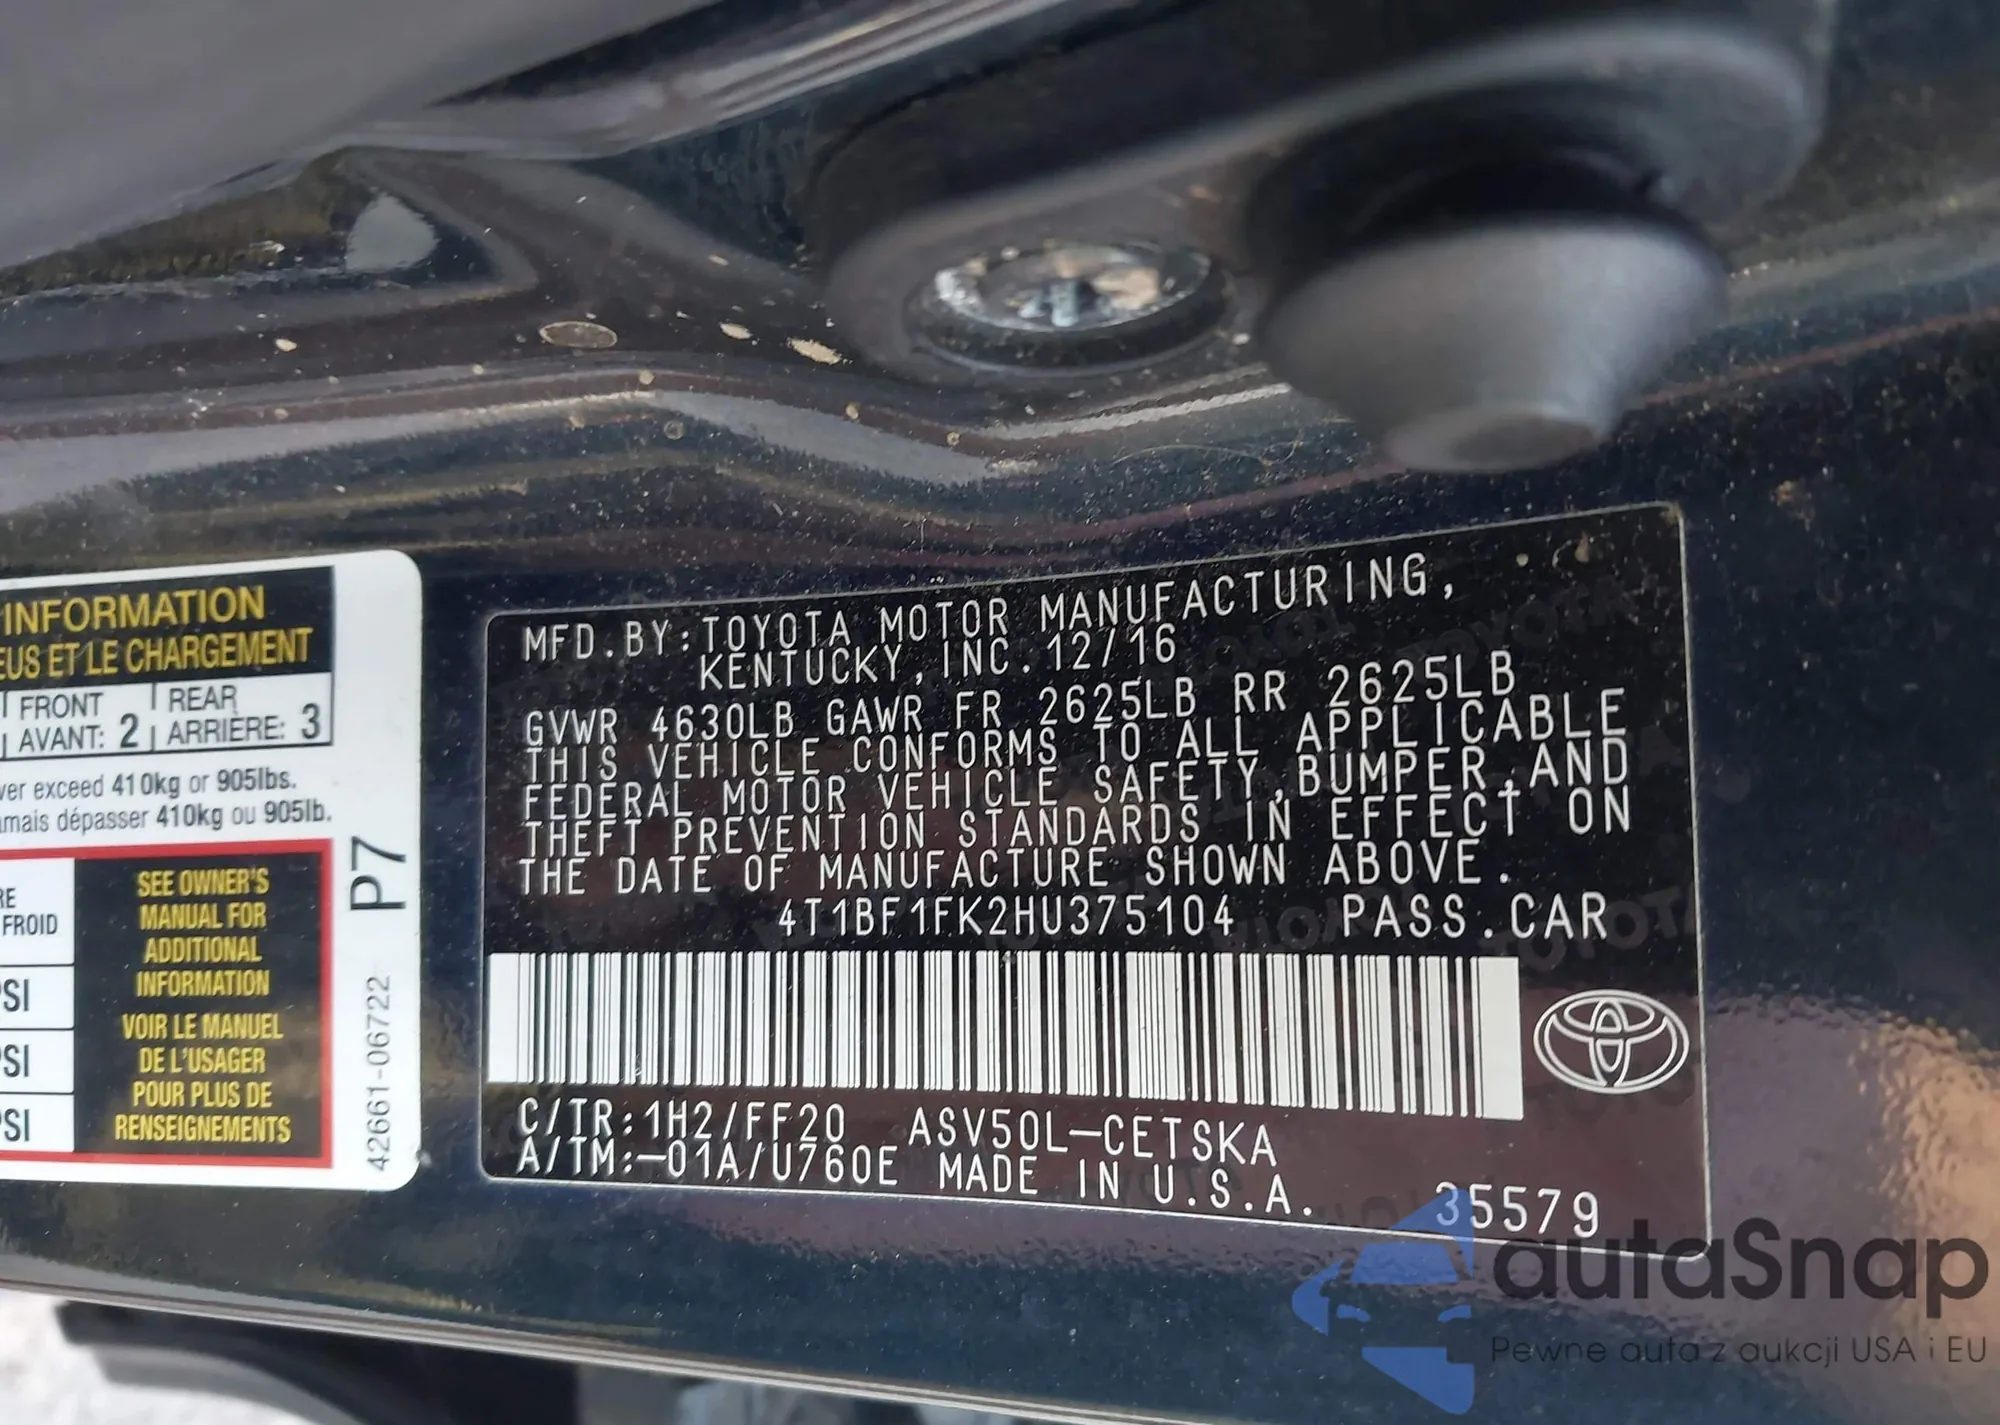 INFORMATION
EUS ET LE CHARGEMENT
FRONT REAR
AVANT: 2 ARRIÈRE: 3
ver exceed 410kg or 905lbs.
mais dépasser 410kg ou 905lb.
RE
FROID
PSI
PSI
PSI
SEE OWNER'S
MANUAL FOR
ADDITIONAL
INFORMATION
VOIR LE MANUEL
DE L'USAGER
POUR PLUS DE
RENSEIGNEMENTS
P7
42661-06722
MFD.BY:TOYOTA MOTOR MANUFACTURING,
KENTUCKY,INC.12/16
GVWR 4630LB GAWR FR 2625LB RR 2625LB
THIS VEHICLE CONFORMS TO ALL APPLICABLE
FEDERAL MOTOR VEHICLE SAFETY,BUMPER,AND
THEFT PREVENTION STANDARDS IN EFFECT ON
THE DATE OF MANUFACTURE SHOWN ABOVE.
4T1BF1FK2HU375104 PASS.CAR
C/TR:1H2/FF20 ASV50L-CETSKA
A/TM:-01A/U760E MADE IN U.S.A.
35579
autaSnap
Pewne auta z aukcji USA i EU